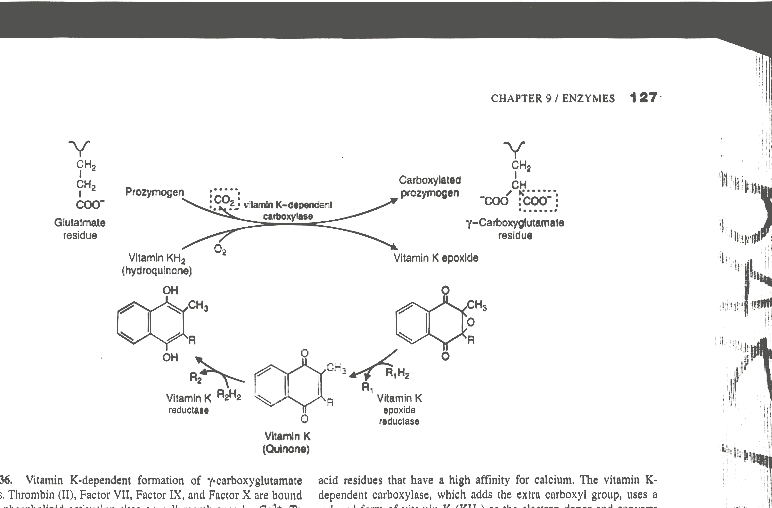 CHAPTER 9 / ENZYMES 127
CH2
CH2
COO-
Glutatmate
residue
Prozymogen
CO2
vitamin K-dependent
carboxylase
O2
Carboxylated
prozymogen
CH2
CH
-COO COO-
γ-Carboxyglutamate
residue
Vitamin KH2
(hydroquinone)
Vitamin K epoxide
OH
CH3
R
OH
O
CH3
O
R
O
R2
R2H2
Vitamin K
reductase
O
CH3
R
O
R1H2
R1
Vitamin K
epoxide
reductase
Vitamin K
(Quinone)
36. Vitamin K-dependent formation of γ-carboxyglutamate
s. Thrombin (II), Factor VII, Factor IX, and Factor X are bound
acid residues that have a high affinity for calcium. The vitamin K-
dependent carboxylase, which adds the extra carboxyl group, uses a